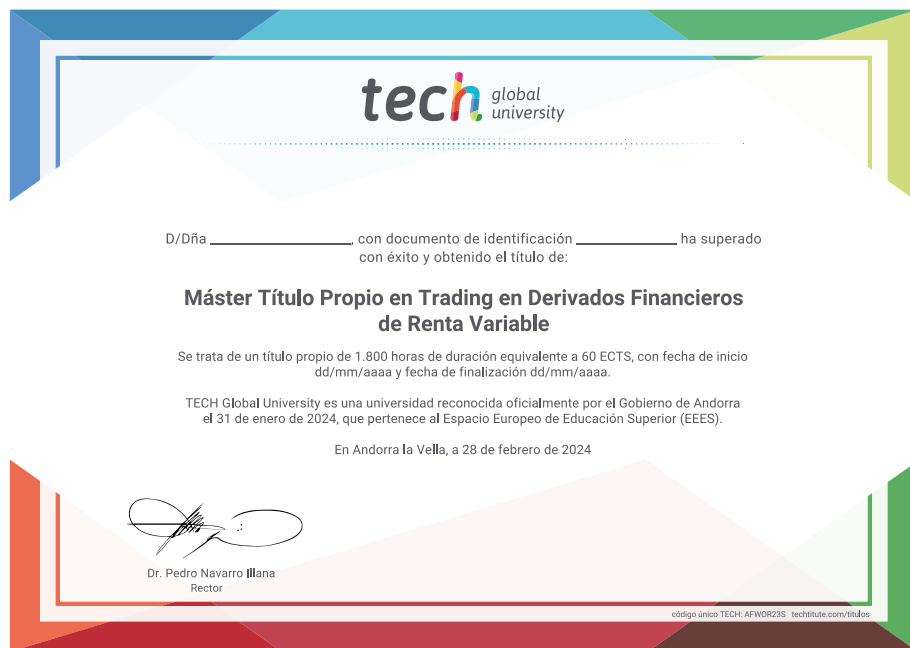 tech global university
D/Dña ______________, con documento de identificación __________ ha superado
con éxito y obtenido el título de:
Máster Título Propio en Trading en Derivados Financieros
de Renta Variable
Se trata de un título propio de 1.800 horas de duración equivalente a 60 ECTS, con fecha de inicio
dd/mm/aaaa y fecha de finalización dd/mm/aaaa.
TECH Global University es una universidad reconocida oficialmente por el Gobierno de Andorra
el 31 de enero de 2024, que pertenece al Espacio Europeo de Educación Superior (EEES).
En Andorra la Vella, a 28 de febrero de 2024
Dr. Pedro Navarro Illana
Rector
código único TECH: AFWOR23S techtitute.com/titulos